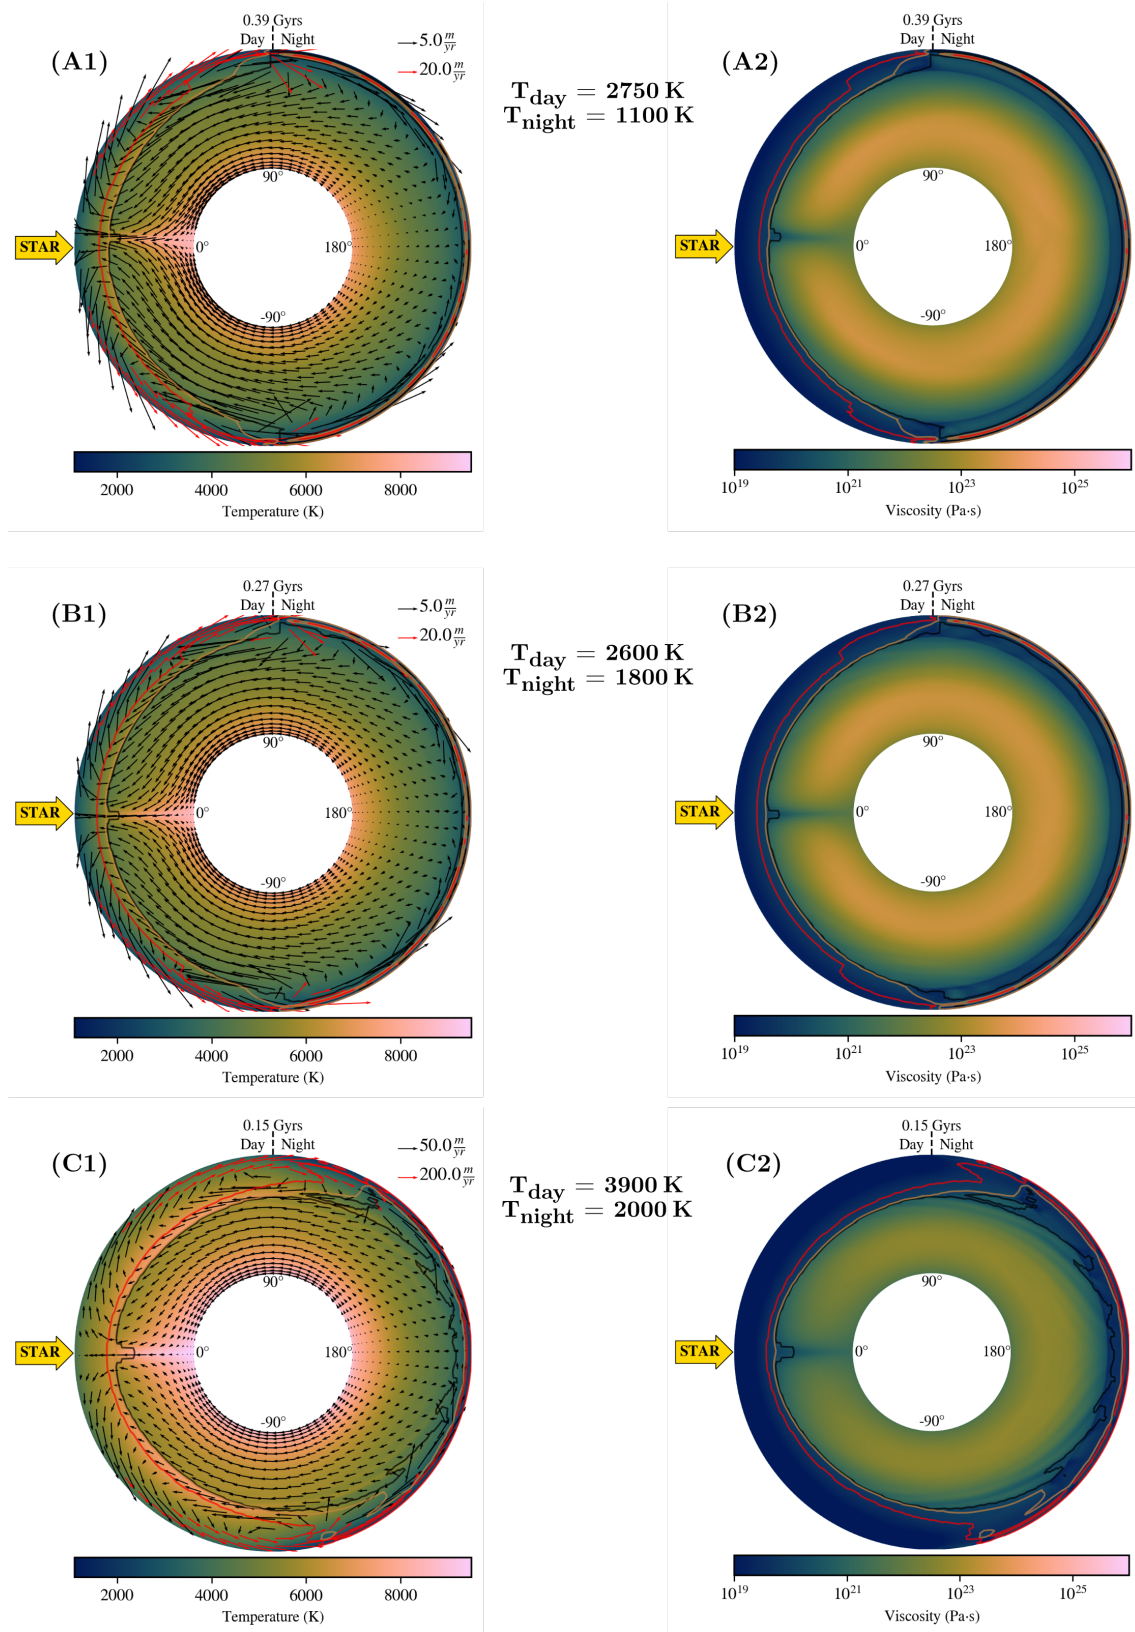 0.39 Gyrs
Day Night
(A1)
5.0 m/yr
20.0 m/yr
STAR
90°
0°
180°
-90°
2000 4000 6000 8000
Temperature (K)
T_day = 2750 K
T_night = 1100 K
0.39 Gyrs
Day Night
(A2)
STAR
90°
0°
180°
-90°
10^19 10^21 10^23 10^25
Viscosity (Pa·s)
0.27 Gyrs
Day Night
(B1)
5.0 m/yr
20.0 m/yr
STAR
90°
0°
180°
-90°
2000 4000 6000 8000
Temperature (K)
T_day = 2600 K
T_night = 1800 K
0.27 Gyrs
Day Night
(B2)
STAR
90°
0°
180°
-90°
10^19 10^21 10^23 10^25
Viscosity (Pa·s)
0.15 Gyrs
Day Night
(C1)
50.0 m/yr
200.0 m/yr
STAR
90°
0°
180°
-90°
2000 4000 6000 8000
Temperature (K)
T_day = 3900 K
T_night = 2000 K
0.15 Gyrs
Day Night
(C2)
STAR
90°
0°
180°
-90°
10^19 10^21 10^23 10^25
Viscosity (Pa·s)